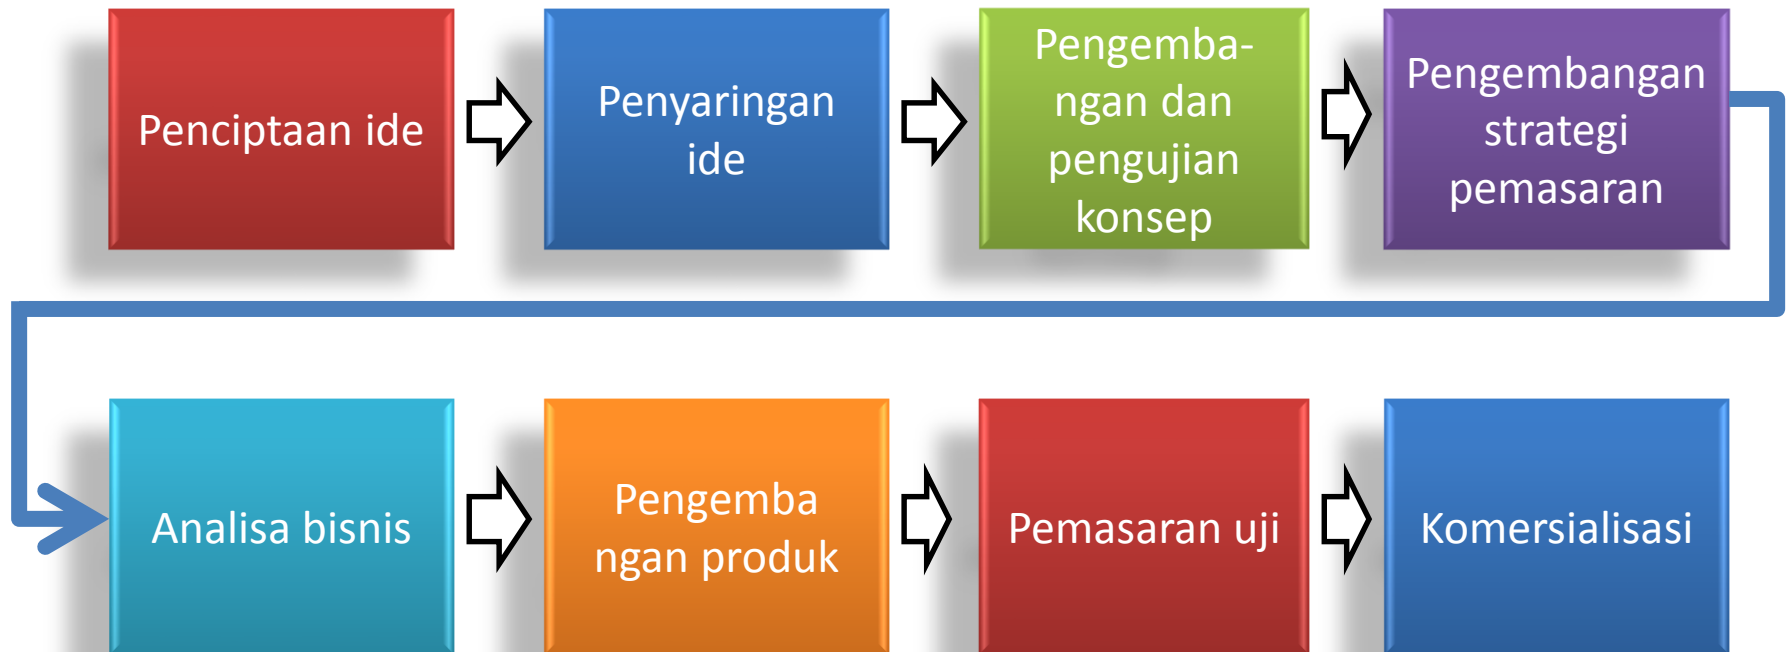 Penciptaan ide
Penyaringan
ide
Pengemba-
ngan dan
pengujian
konsep
Pengembangan
strategi
pemasaran
Analisa bisnis
Pengemba
ngan produk
Pemasaran uji
Komersialisasi